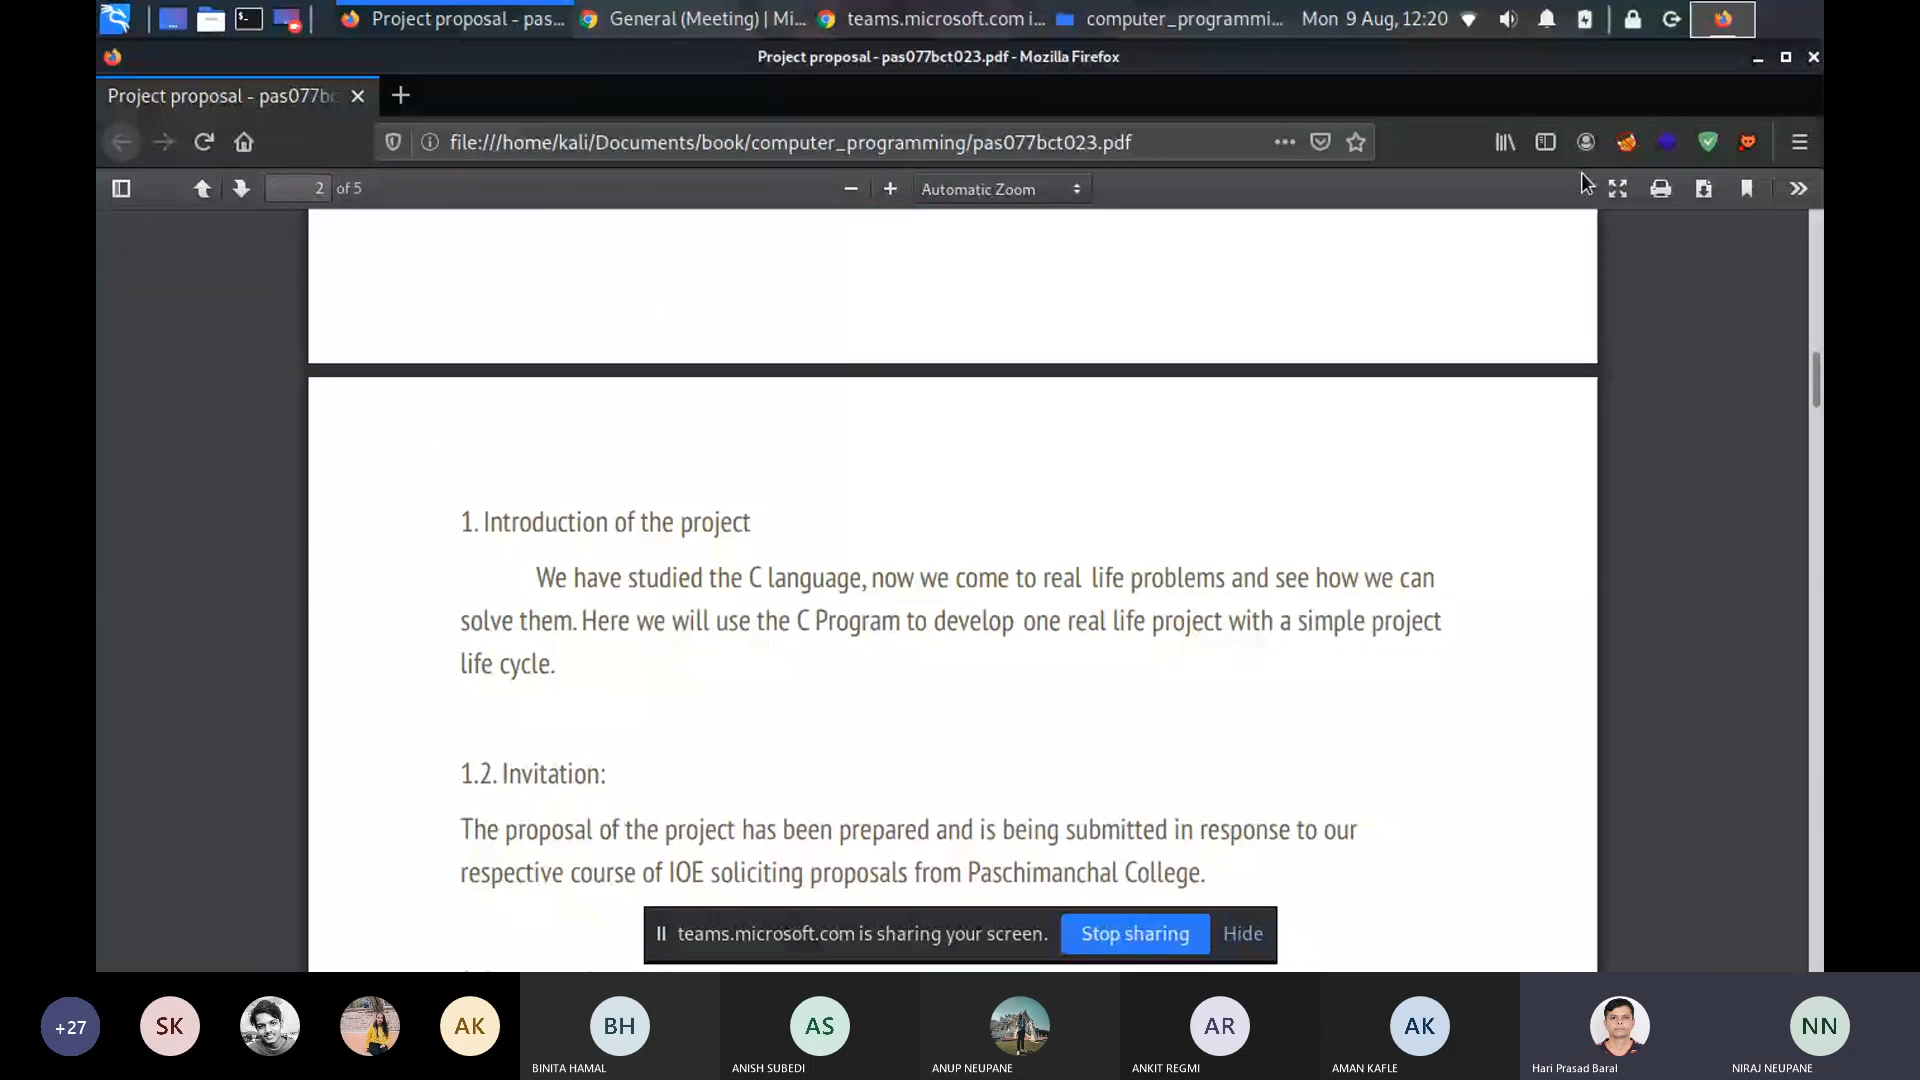 Project proposal - pas...
General (Meeting) | Mi...
teams.microsoft.com i...
computer_programmi...
Mon 9 Aug, 12:20
Project proposal - pas077bct023.pdf - Mozilla Firefox
Project proposal - pas077bc
file:///home/kali/Documents/book/computer_programming/pas077bct023.pdf
2 of 5
Automatic Zoom
1. Introduction of the project
We have studied the C language, now we come to real life problems and see how we can
solve them. Here we will use the C Program to develop one real life project with a simple project
life cycle.
1.2. Invitation:
The proposal of the project has been prepared and is being submitted in response to our
respective course of IOE soliciting proposals from Paschimanchal College.
teams.microsoft.com is sharing your screen.
Stop sharing
Hide
+27
SK
AK
BH
AS
AR
AK
NN
BINITA HAMAL
ANISH SUBEDI
ANUP NEUPANE
ANKIT REGMI
AMAN KAFLE
Hari Prasad Baral
NIRAJ NEUPANE